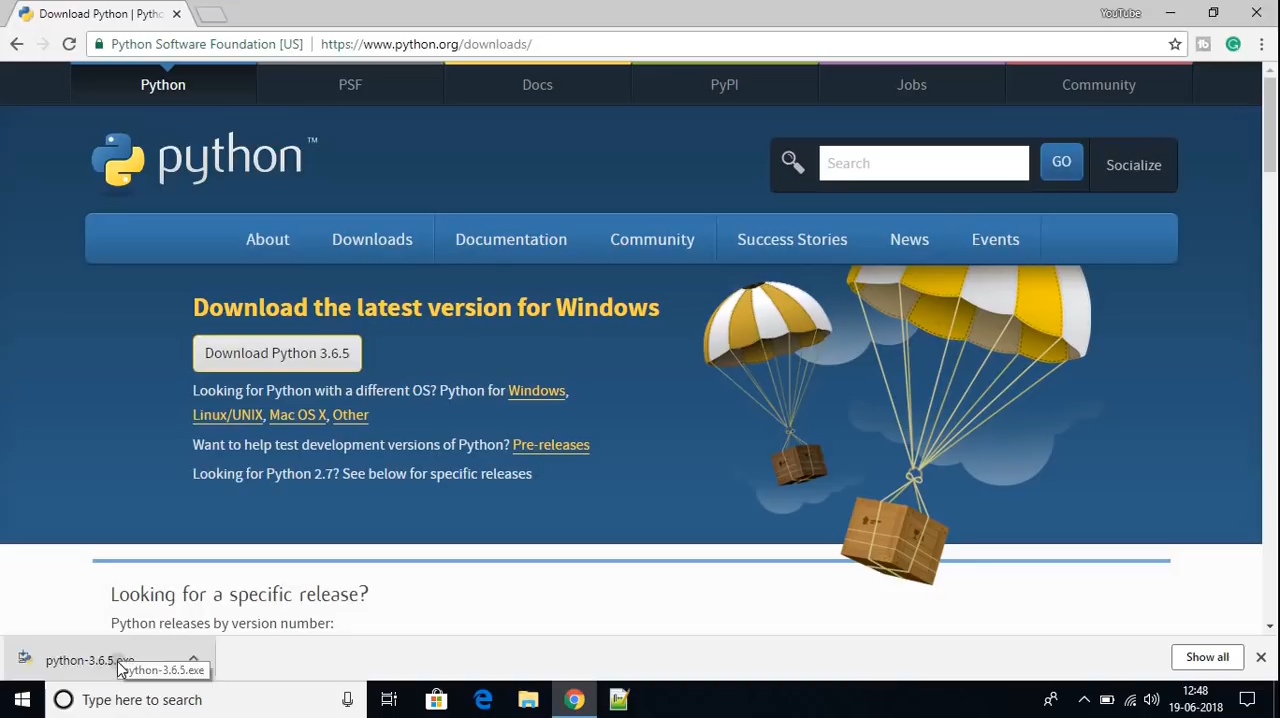 Download Python | Pytho
YouTube
Python Software Foundation [US]
https://www.python.org/downloads/
Python
PSF
Docs
PyPI
Jobs
Community
python™
Search
GO
Socialize
About
Downloads
Documentation
Community
Success Stories
News
Events
Download the latest version for Windows
Download Python 3.6.5
Looking for Python with a different OS? Python for Windows,
Linux/UNIX, Mac OS X, Other
Want to help test development versions of Python? Pre-releases
Looking for Python 2.7? See below for specific releases
Looking for a specific release?
Python releases by version number:
python-3.6.5.exe
python-3.6.5.exe
Show all
Type here to search
12:48
19-06-2018